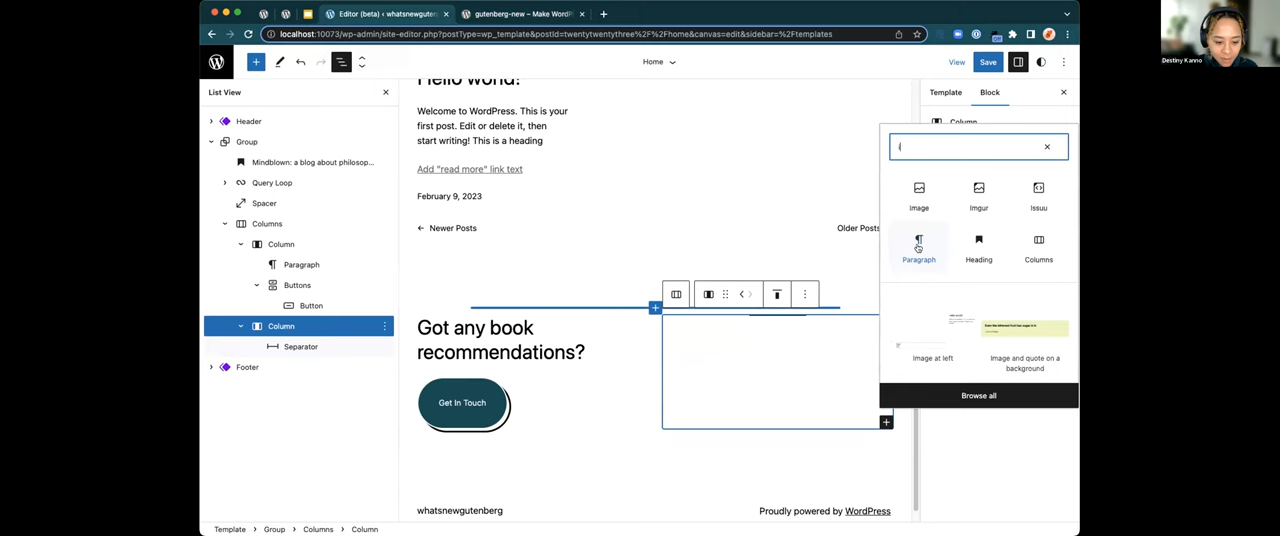 Editor (beta) ‹ whatsnewguten
gutenberg-new – Make WordPr
localhost:10073/wp-admin/site-editor.php?postType=wp_template&postId=twentytwentythree%2F%2Fhome&canvas=edit&sidebar=%2Ftemplates
Destiny Kanno
Home
View
Save
List View
Template
Block
Header
Group
Mindblown: a blog about philosop...
Query Loop
Spacer
Columns
Column
Paragraph
Buttons
Button
Column
Separator
Footer
Hello world!
Welcome to WordPress. This is your
first post. Edit or delete it, then
start writing! This is a heading
Add "read more" link text
February 9, 2023
Newer Posts
Older Posts
Got any book
recommendations?
Get In Touch
whatsnewgutenberg
Proudly powered by WordPress
Column
i
Image
Imgur
Issuu
Paragraph
Heading
Columns
Image at left
Image and quote on a
background
Browse all
Template
Group
Columns
Column